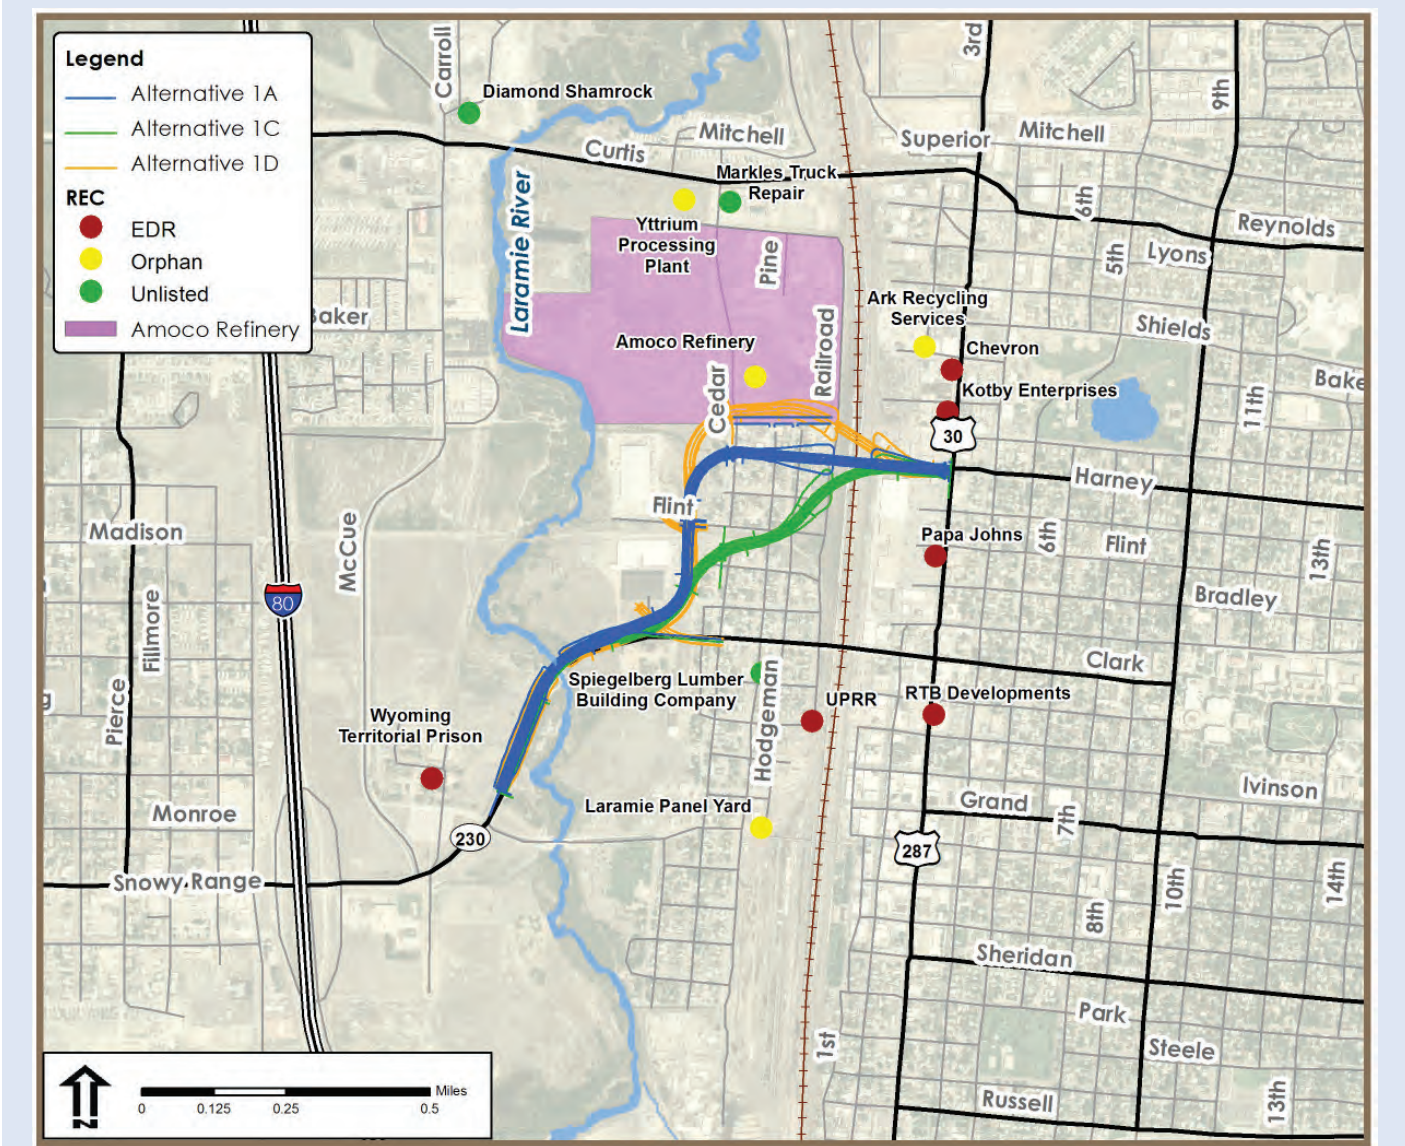 Legend
Alternative 1A
Alternative 1C
Alternative 1D
REC
EDR
Orphan
Unlisted
Amoco Refinery
Carroll
Diamond Shamrock
3rd
9th
Mitchell
Superior
Mitchell
Curtis
Markles Truck
Repair
Laramie River
6th
Reynolds
Yttrium
Processing
Plant
Pine
5th
Lyons
Ark Recycling
Services
Baker
Shields
Amoco Refinery
Railroad
Chevron
Cedar
Kotby Enterprises
Bake
11th
30
Harney
Flint
Madison
McCue
Papa Johns
6th
Flint
13th
80
Fillmore
Bradley
Clark
Pierce
Spiegelberg Lumber
Building Company
Hodgeman
UPRR
RTB Developments
Wyoming
Territorial Prison
Monroe
230
Laramie Panel Yard
Grand
7th
Ivinson
287
Snowy Range
10th
14th
8th
Sheridan
Park
1st
Steele
Russell
13th
N
0
0.125
0.25
0.5
Miles